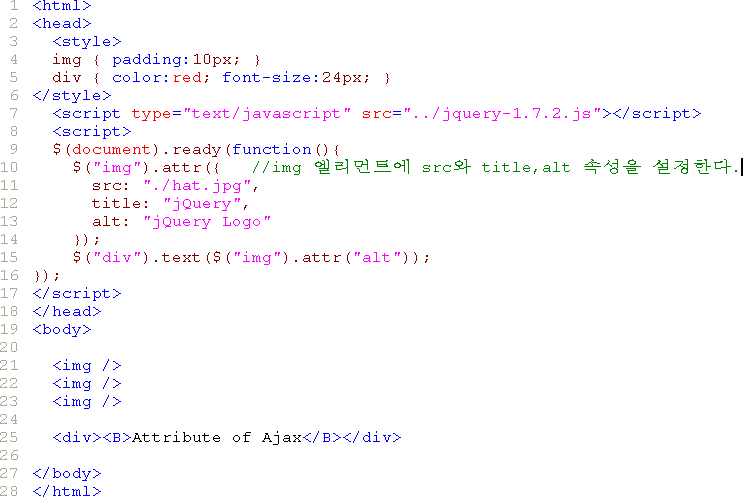 1 <html>
2 <head>
3   <style>
4   img { padding:10px; }
5   div { color:red; font-size:24px; }
6 </style>
7   <script type="text/javascript" src="../jquery-1.7.2.js"></script>
8   <script>
9   $(document).ready(function(){
10     $("img").attr({   //img 엘리먼트에 src와 title,alt 속성을 설정한다.
11       src: "./hat.jpg",
12       title: "jQuery",
13       alt: "jQuery Logo"
14     });
15     $("div").text($("img").attr("alt"));
16 });
17 </script>
18 </head>
19 <body>
20
21   <img />
22   <img />
23   <img />
24
25   <div><B>Attribute of Ajax</B></div>
26
27 </body>
28 </html>